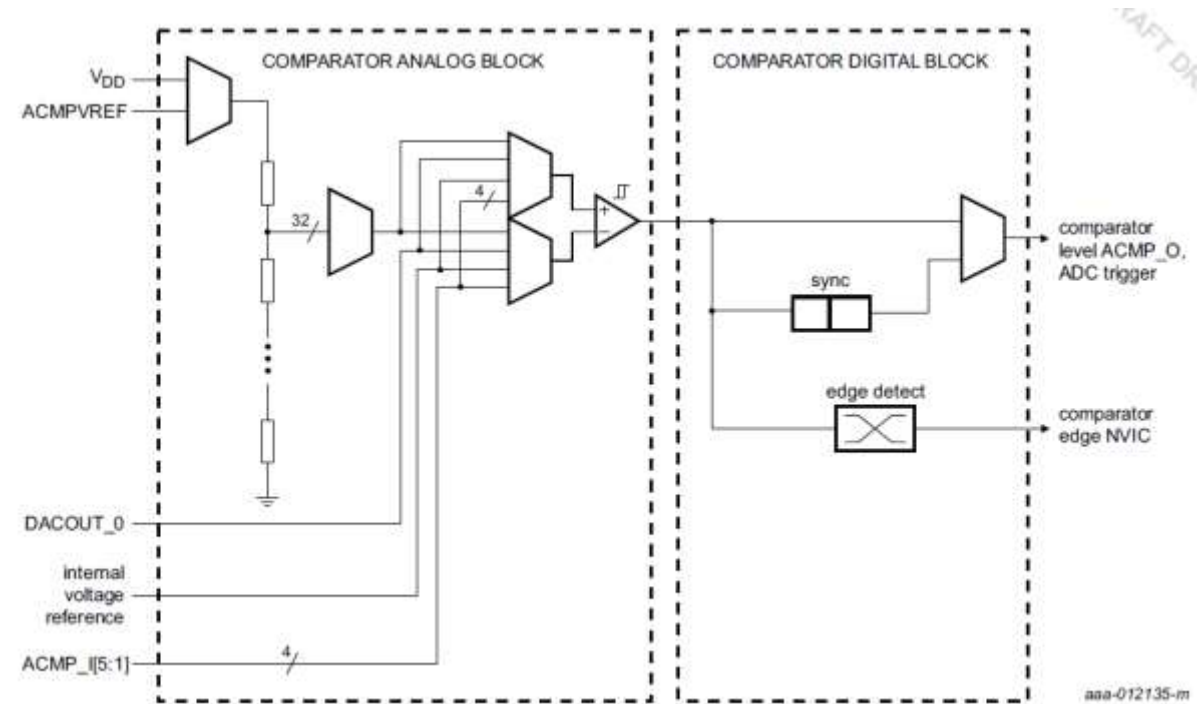 COMPARATOR ANALOG BLOCK
COMPARATOR DIGITAL BLOCK
VDD
ACMPVREF
4
32
+
−
comparator
level ACMP_O,
ADC trigger
sync
edge detect
comparator
edge NVIC
DACOUT_0
internal
voltage
reference
ACMP_I[5:1]
4
aaa-012135-m